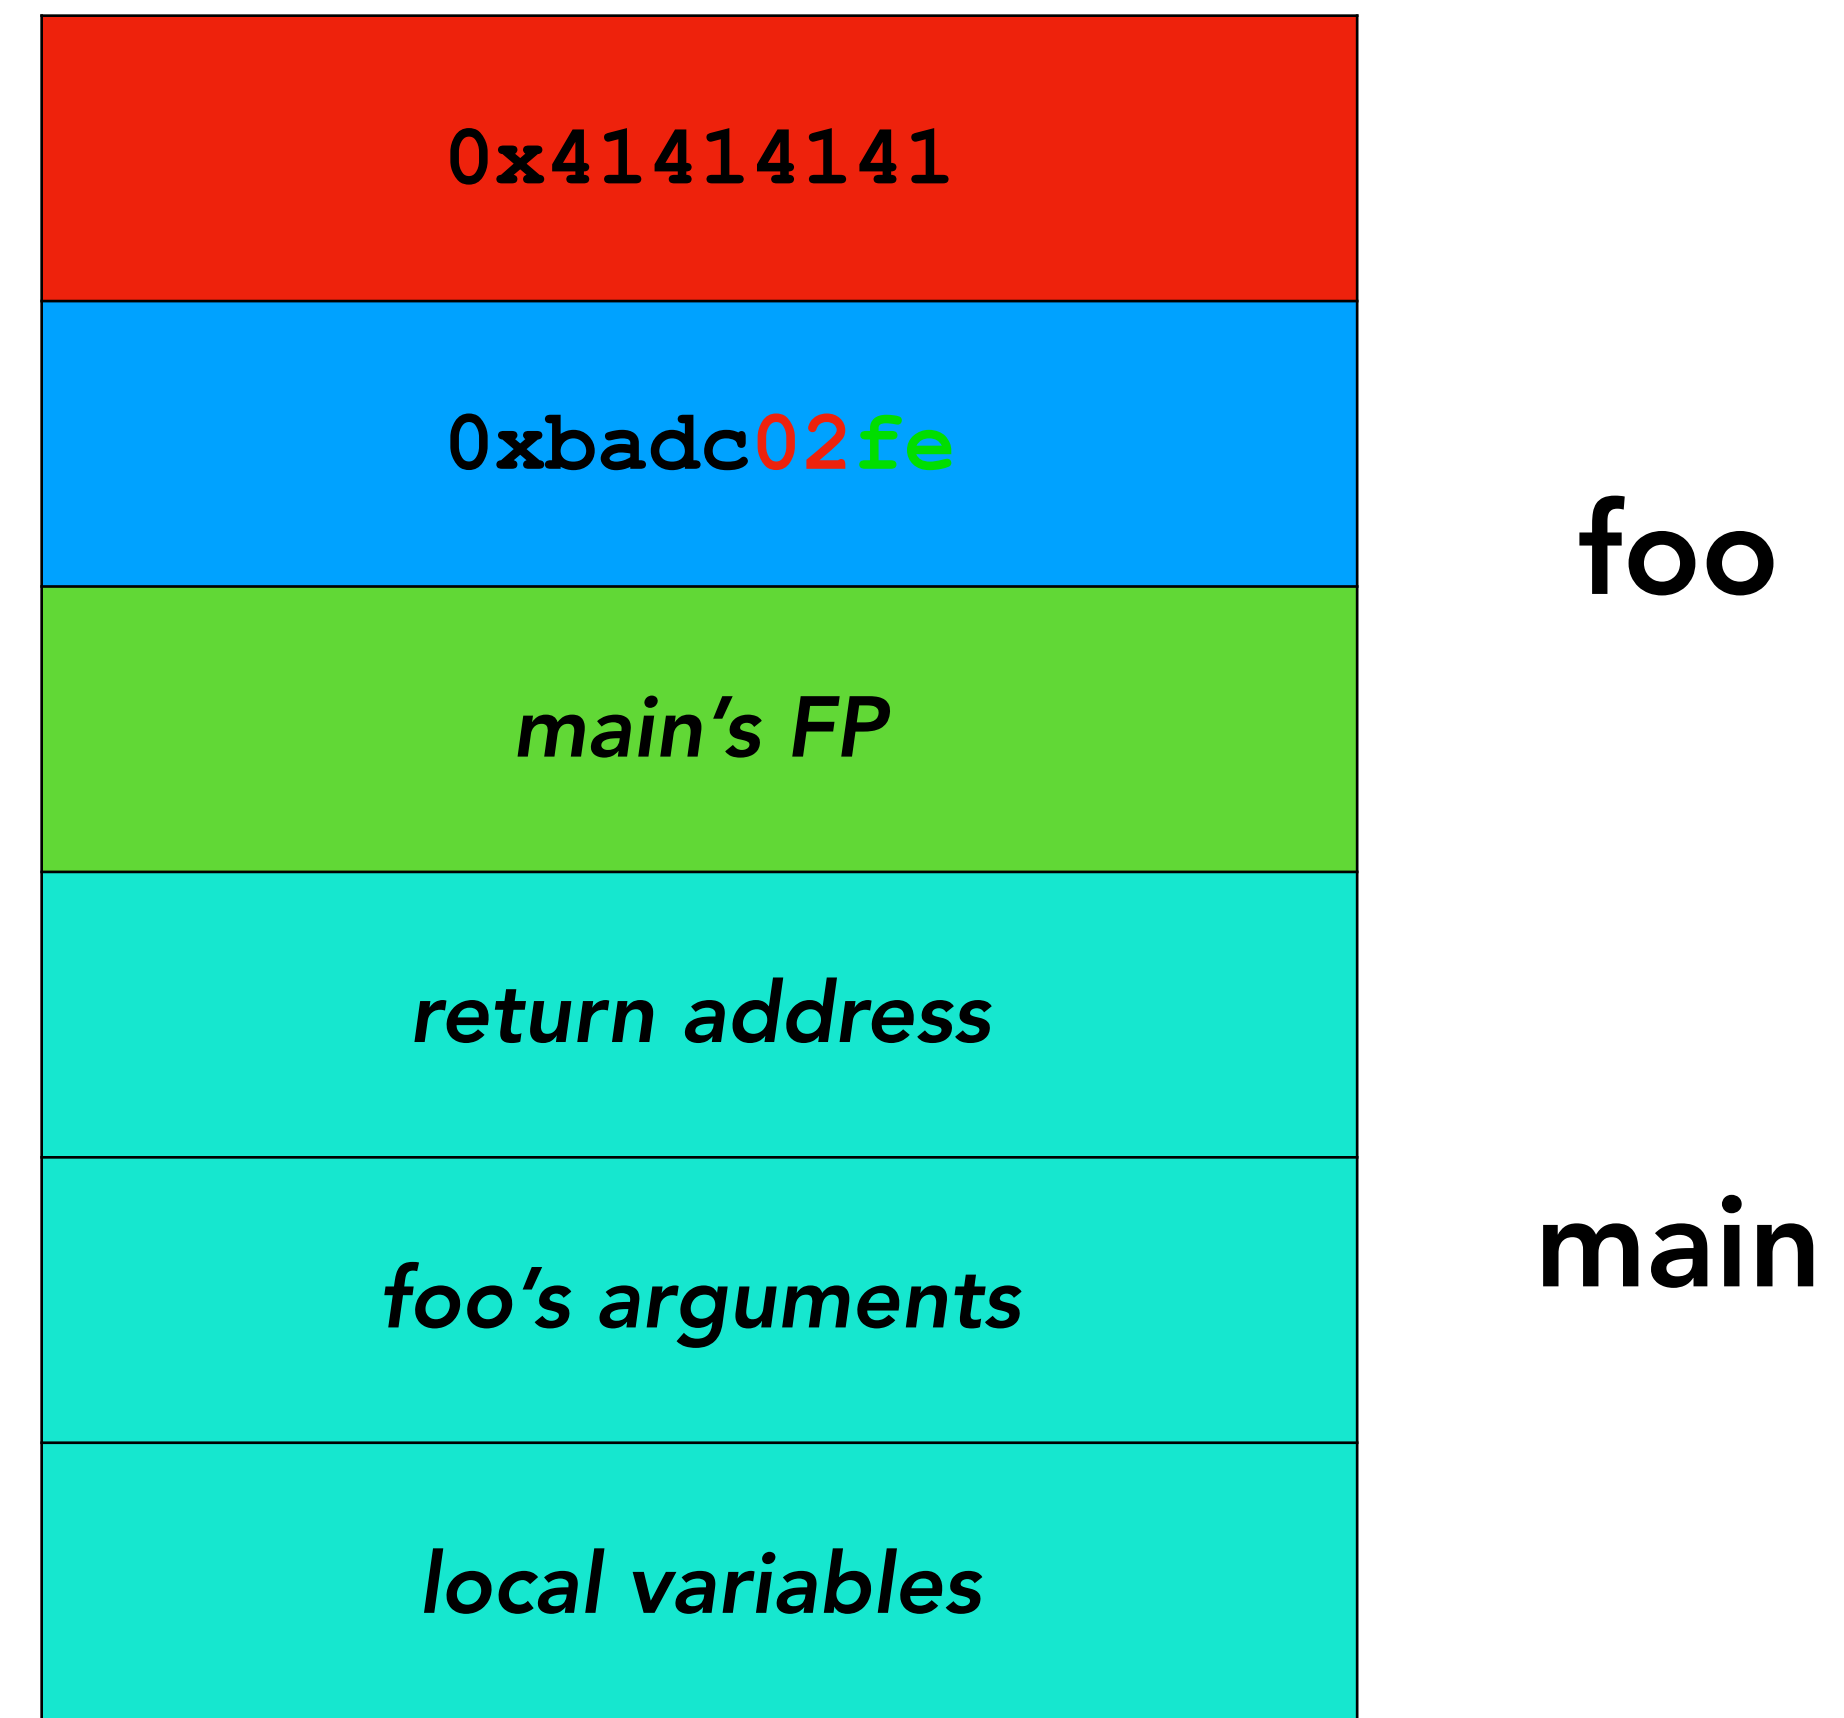 0x41414141
0xbadc02fe
foo
main's FP
return address
main
foo's arguments
local variables